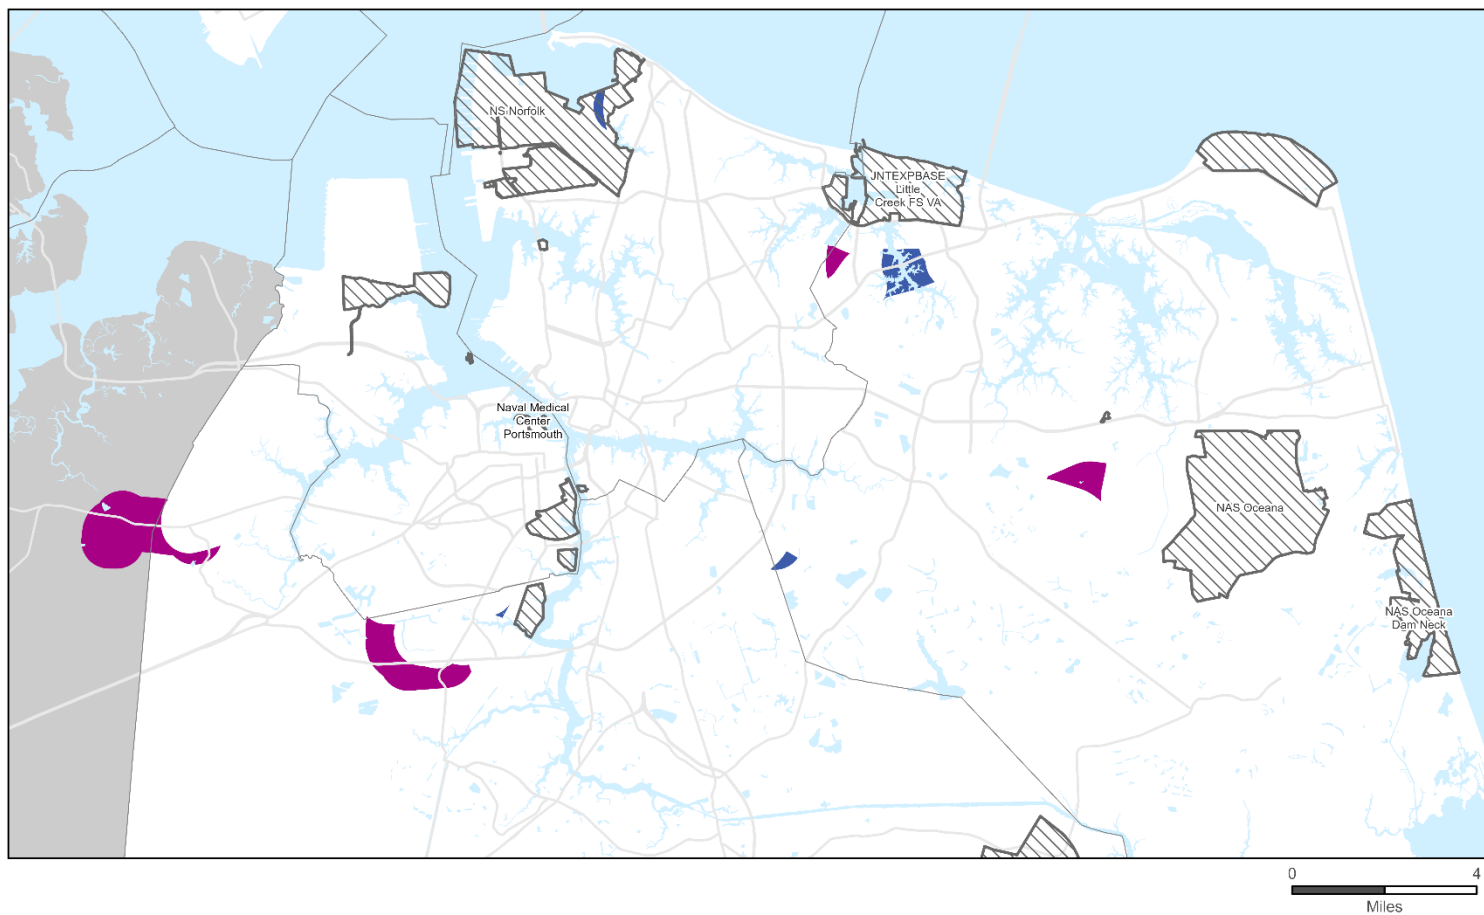 NS Norfolk
JNTEXPBASE
Little
Creek FS VA
Naval Medical
Center
Portsmouth
NAS Oceana
NAS Oceana
Dam Neck
0 4
Miles